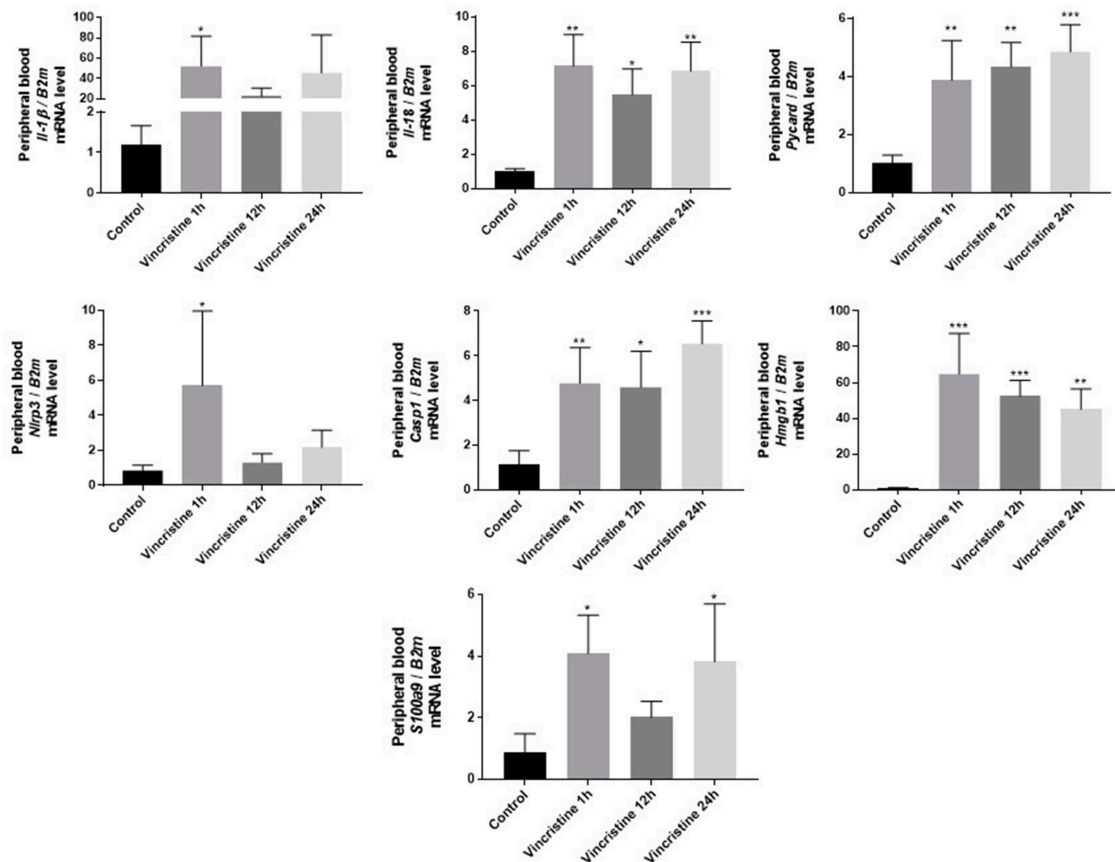 Peripheral blood
Il-1β / B2m
mRNA level
100
80
60
40
20
2
1
0
*
Control
Vincristine 1h
Vincristine 12h
Vincristine 24h
Peripheral blood
Il-18 / B2m
mRNA level
10
8
6
4
2
0
**
*
**
Control
Vincristine 1h
Vincristine 12h
Vincristine 24h
Peripheral blood
Pycard / B2m
mRNA level
6
4
2
0
**
**
***
Control
Vincristine 1h
Vincristine 12h
Vincristine 24h
Peripheral blood
Nlrp3 / B2m
mRNA level
10
8
6
4
2
0
*
Control
Vincristine 1h
Vincristine 12h
Vincristine 24h
Peripheral blood
Casp1 / B2m
mRNA level
8
6
4
2
0
**
*
***
Control
Vincristine 1h
Vincristine 12h
Vincristine 24h
Peripheral blood
Hmgb1 / B2m
mRNA level
100
80
60
40
20
0
***
***
**
Control
Vincristine 1h
Vincristine 12h
Vincristine 24h
Peripheral blood
S100a9 / B2m
mRNA level
6
4
2
0
*
*
Control
Vincristine 1h
Vincristine 12h
Vincristine 24h